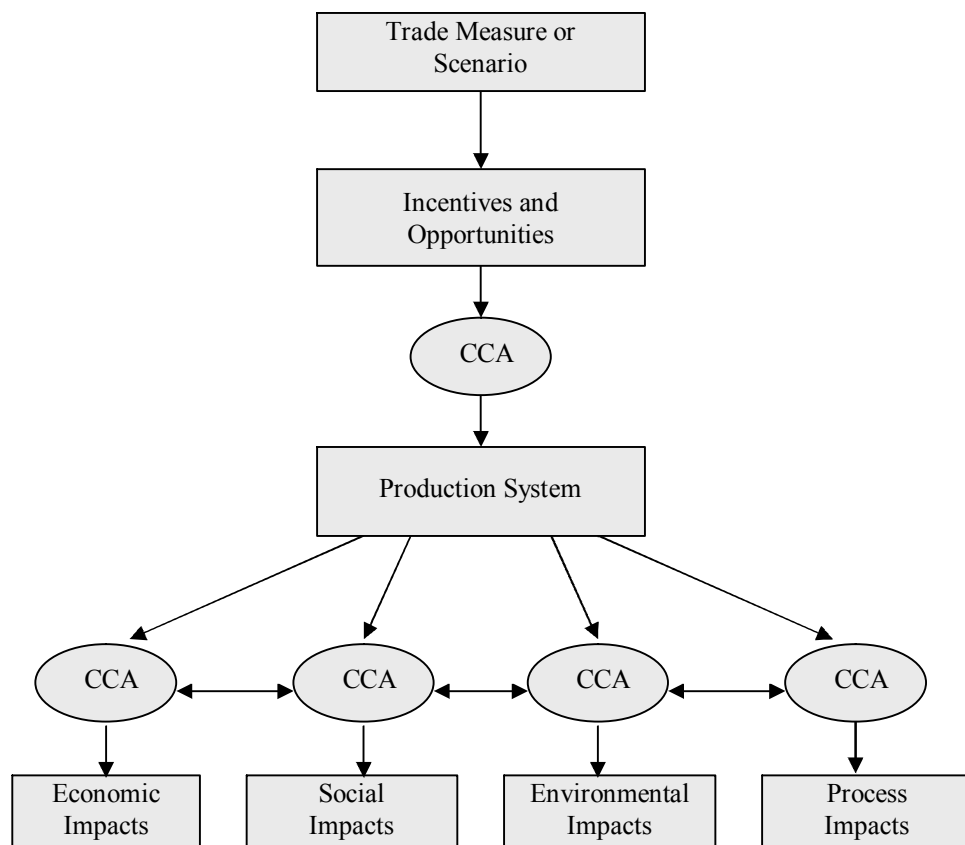 Trade Measure or
Scenario
Incentives and
Opportunities
CCA
Production System
CCA
CCA
CCA
CCA
Economic
Impacts
Social
Impacts
Environmental
Impacts
Process
Impacts